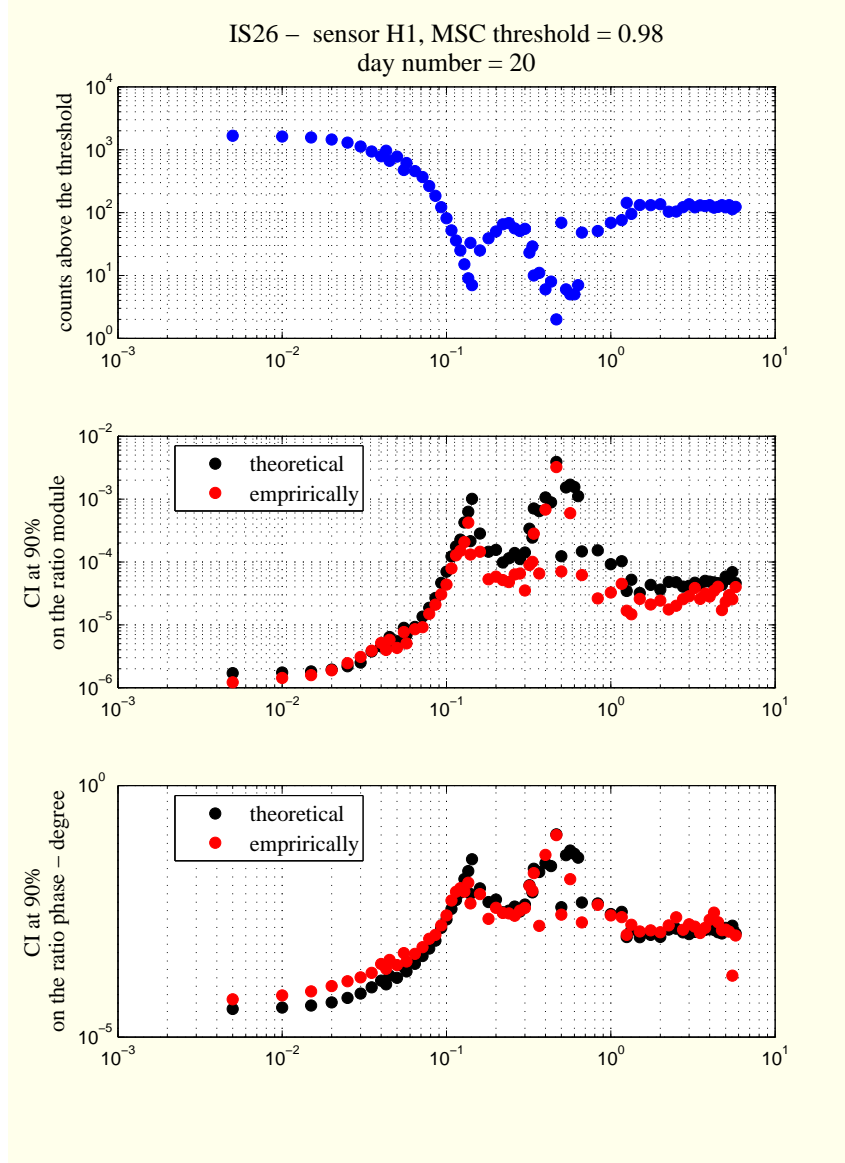 IS26 – sensor H1, MSC threshold = 0.98
day number = 20
counts above the threshold
10^4
10^3
10^2
10^1
10^0
10^-3
10^-2
10^-1
10^0
10^1
CI at 90%
on the ratio module
10^-2
10^-3
10^-4
10^-5
10^-6
theoretical
emprirically
10^-3
10^-2
10^-1
10^0
10^1
CI at 90%
on the ratio phase – degree
10^0
10^-5
theoretical
emprirically
10^-3
10^-2
10^-1
10^0
10^1